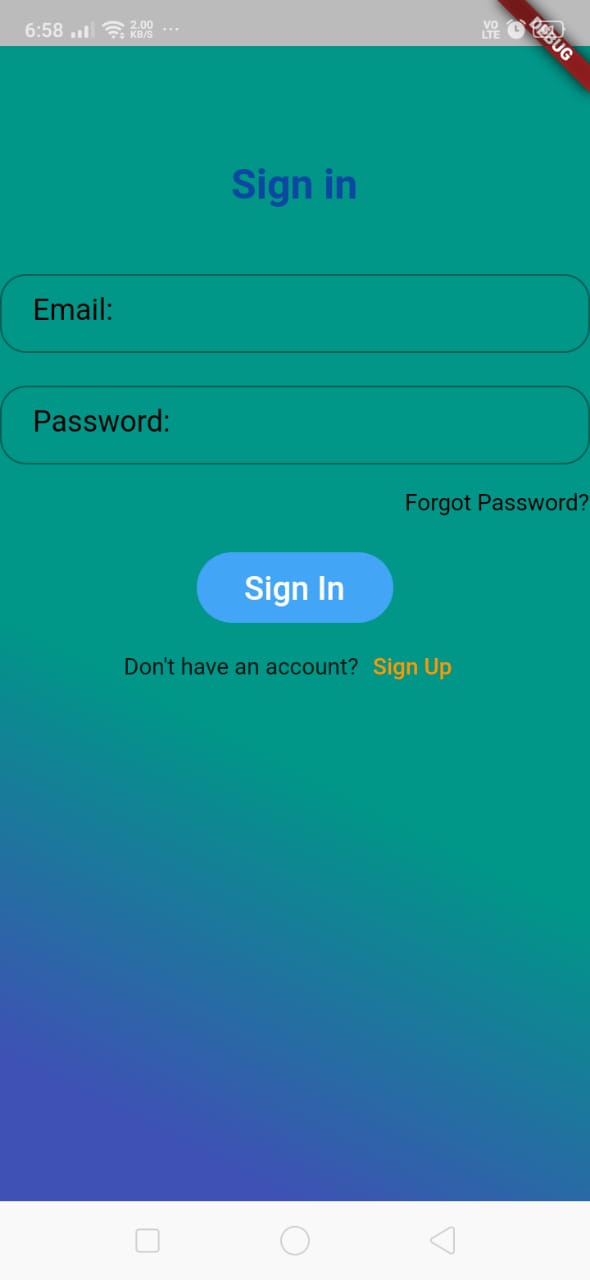 6:58 2.00 KB/S ... VO LTE
DEBUG
Sign in
Email:
Password:
Forgot Password?
Sign In
Don't have an account? Sign Up